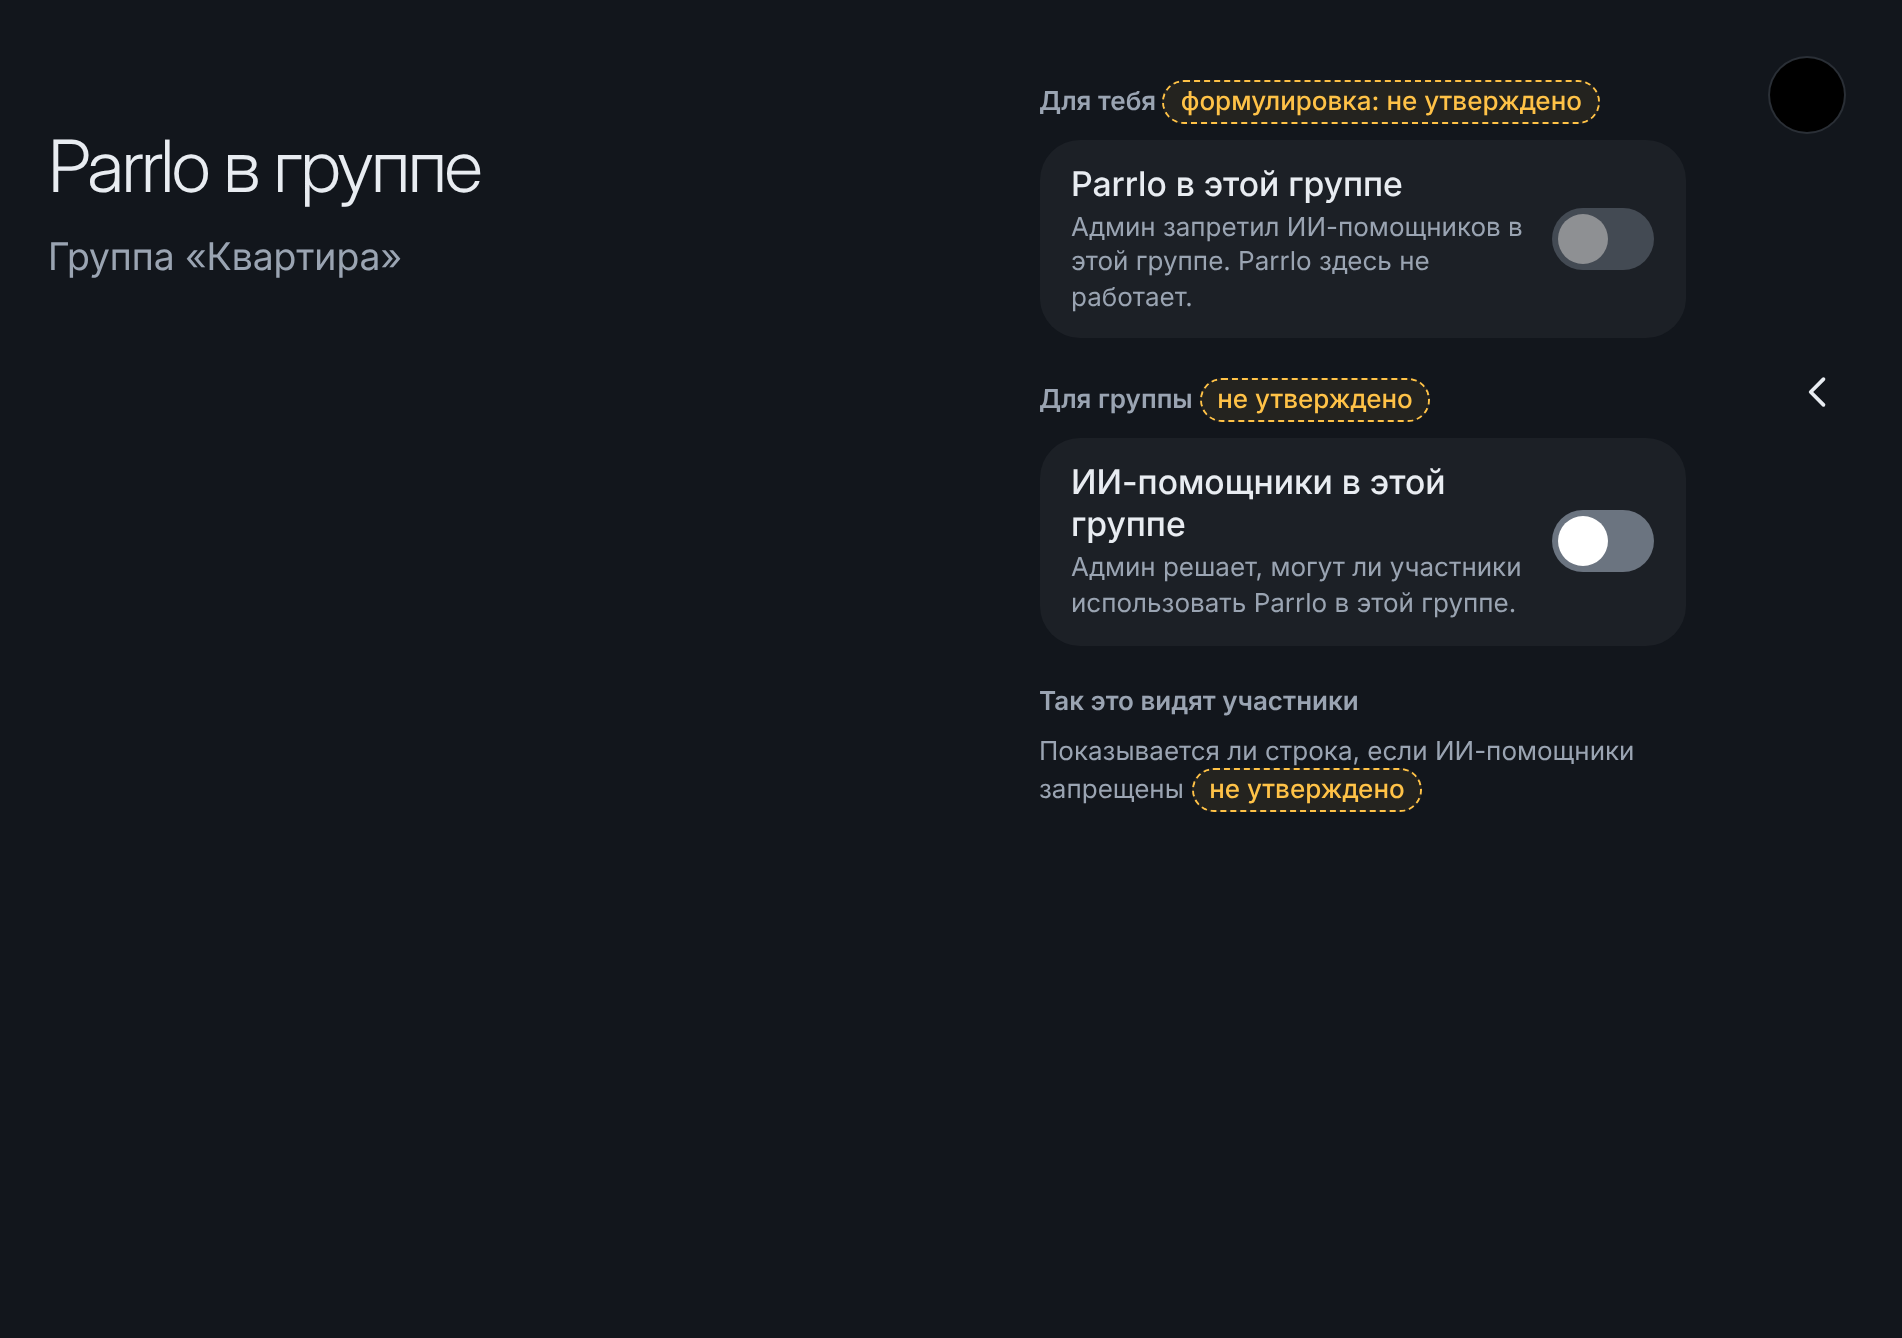 Parrlo в группе
Группа «Квартира»
Для тебя формулировка: не утверждено
Parrlo в этой группе
Админ запретил ИИ-помощников в
этой группе. Parrlo здесь не
работает.
Для группы не утверждено
ИИ-помощники в этой
группе
Админ решает, могут ли участники
использовать Parrlo в этой группе.
Так это видят участники
Показывается ли строка, если ИИ-помощники
запрещены не утверждено